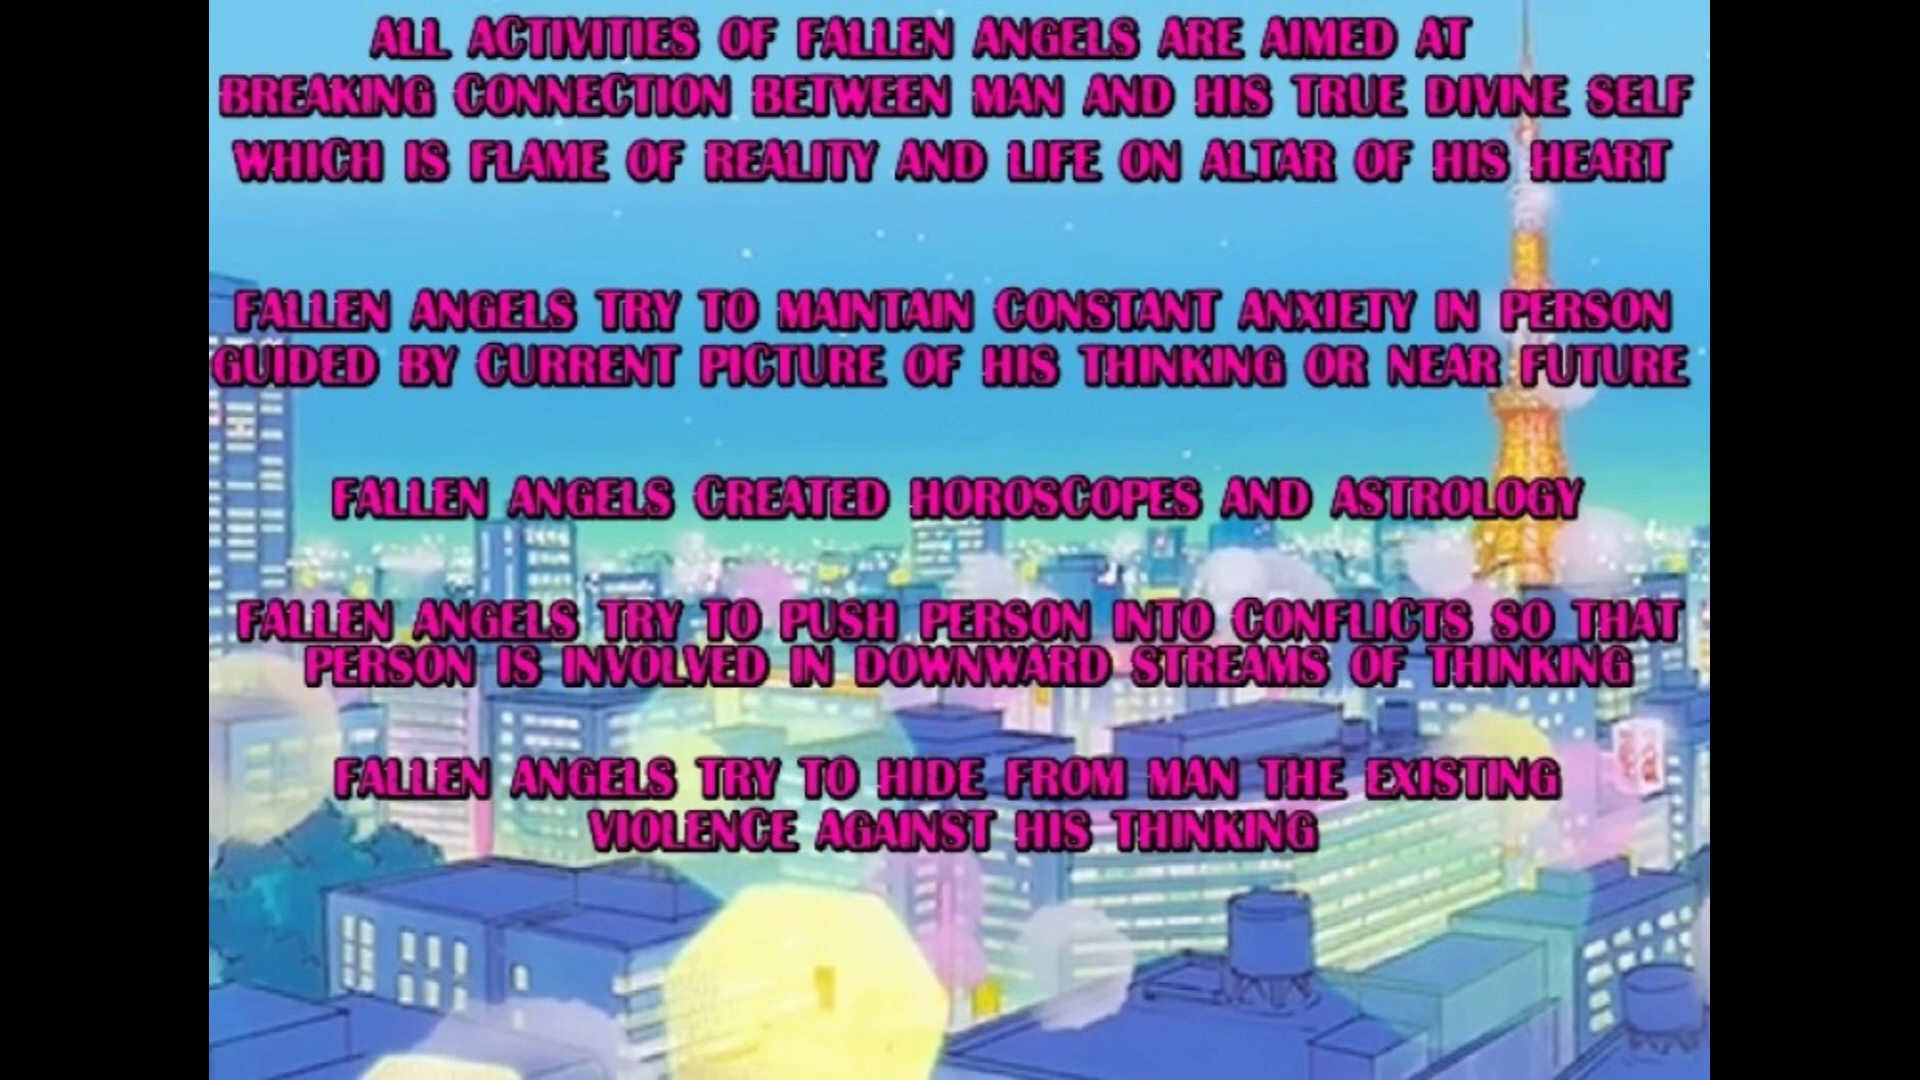 ALL ACTIVITIES OF FALLEN ANGELS ARE AIMED AT
BREAKING CONNECTION BETWEEN MAN AND HIS TRUE DIVINE SELF
WHICH IS FLAME OF REALITY AND LIFE ON ALTAR OF HIS HEART
FALLEN ANGELS TRY TO MAINTAIN CONSTANT ANXIETY IN PERSON
GUIDED BY CURRENT PICTURE OF HIS THINKING OR NEAR FUTURE
FALLEN ANGELS CREATED HOROSCOPES AND ASTROLOGY
FALLEN ANGELS TRY TO PUSH PERSON INTO CONFLICTS SO THAT
PERSON IS INVOLVED IN DOWNWARD STREAMS OF THINKING
FALLEN ANGELS TRY TO HIDE FROM MAN THE EXISTING
VIOLENCE AGAINST HIS THINKING